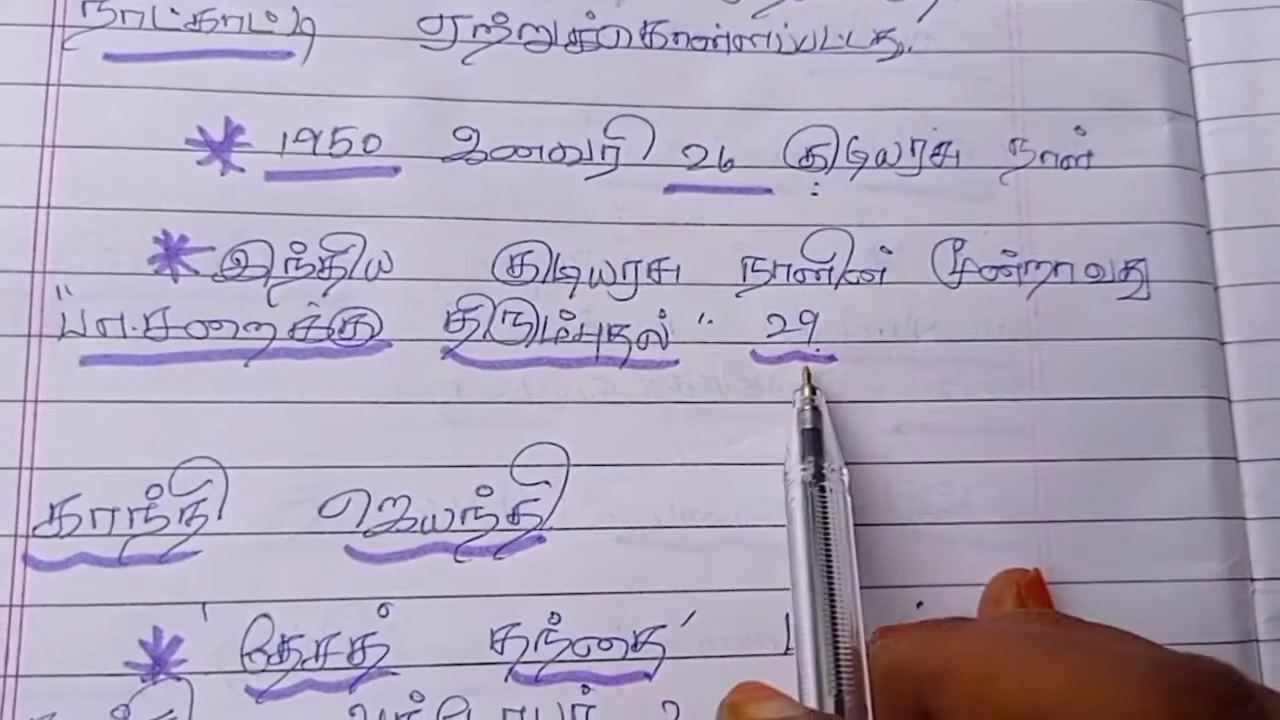 நாட்காட்டி ஏற்றுக்கொள்ளப்பட்டது.
* 1950 ஜனவரி 26 குடியரசு நாள்
* இந்திய குடியரசு நாளின் மூன்றாவது
"பாசறைக்கு திரும்புதல்" 29
காந்தி ஜெயந்தி
* 'தேசத் தந்தை'